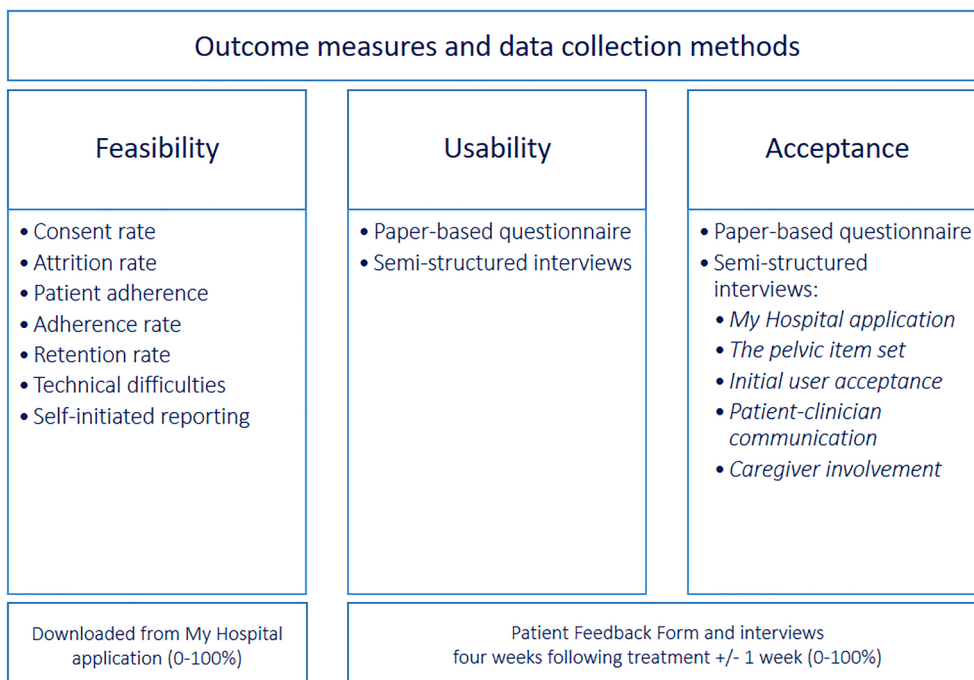 Outcome measures and data collection methods
Feasibility
• Consent rate
• Attrition rate
• Patient adherence
• Adherence rate
• Retention rate
• Technical difficulties
• Self-initiated reporting
Downloaded from My Hospital
application (0-100%)
Usability
• Paper-based questionnaire
• Semi-structured interviews
Acceptance
• Paper-based questionnaire
• Semi-structured
interviews:
• My Hospital application
• The pelvic item set
• Initial user acceptance
• Patient-clinician
communication
• Caregiver involvement
Patient Feedback Form and interviews
four weeks following treatment +/- 1 week (0-100%)